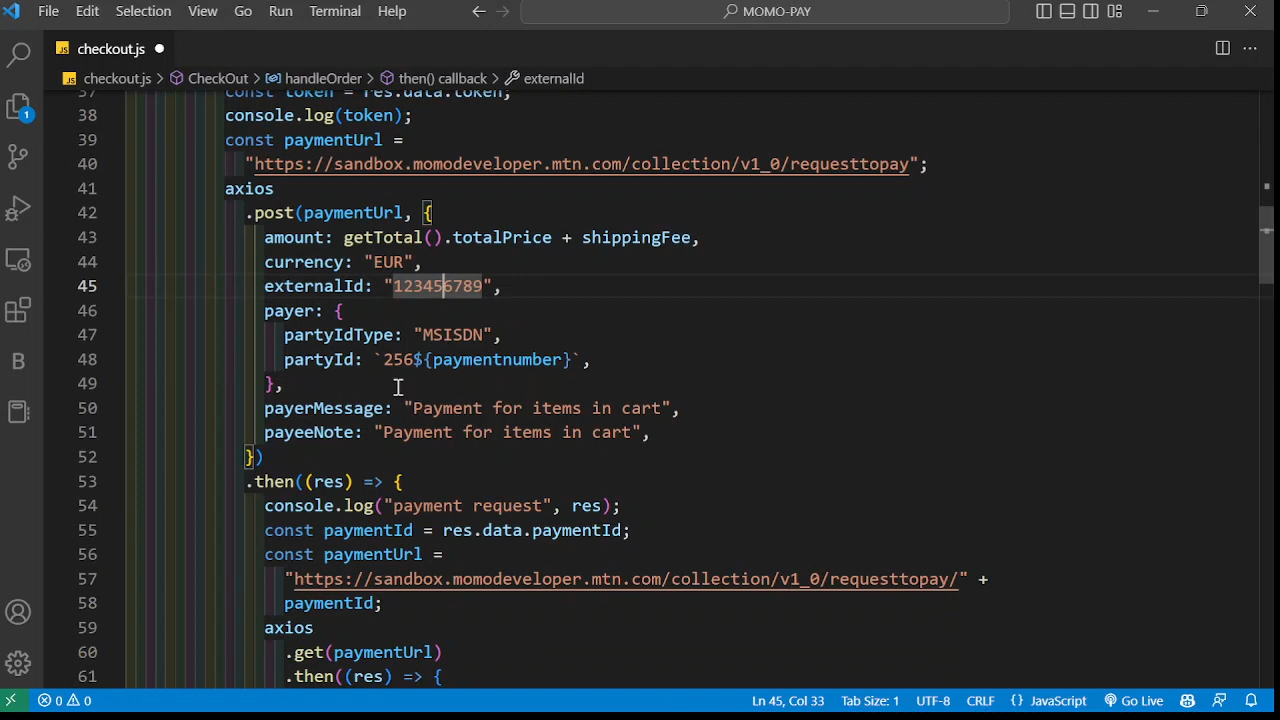 File Edit Selection View Go Run Terminal Help MOMO-PAY
JS checkout.js
JS checkout.js > CheckOut > handleOrder > then() callback > externalId
37 const token = res.data.token;
38 console.log(token);
39 const paymentUrl =
40 "https://sandbox.momodeveloper.mtn.com/collection/v1_0/requesttopay";
41 axios
42 .post(paymentUrl, {
43 amount: getTotal().totalPrice + shippingFee,
44 currency: "EUR",
45 externalId: "123456789",
46 payer: {
47 partyIdType: "MSISDN",
48 partyId: `256${paymentnumber}`,
49 },
50 payerMessage: "Payment for items in cart",
51 payeeNote: "Payment for items in cart",
52 })
53 .then((res) => {
54 console.log("payment request", res);
55 const paymentId = res.data.paymentId;
56 const paymentUrl =
57 "https://sandbox.momodeveloper.mtn.com/collection/v1_0/requesttopay/" +
58 paymentId;
59 axios
60 .get(paymentUrl)
61 .then((res) => {
1
B
0 0 Ln 45, Col 33 Tab Size: 1 UTF-8 CRLF {} JavaScript Go Live